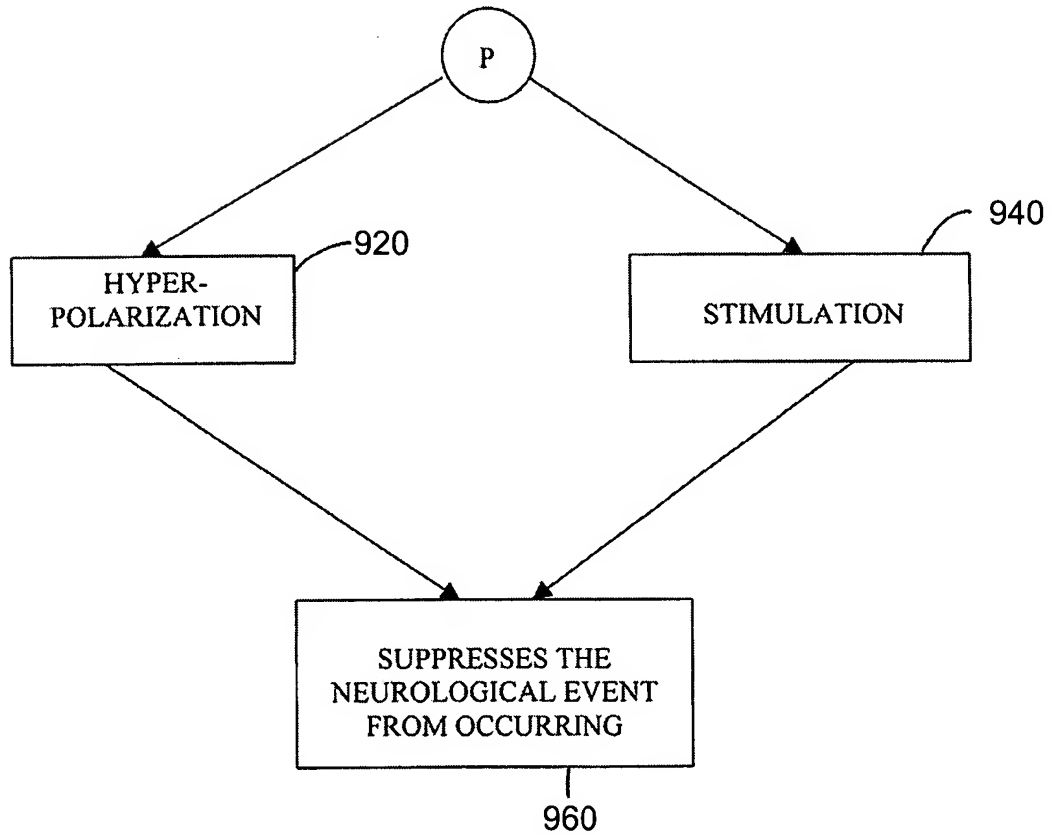 P
920
940
HYPER-
POLARIZATION
STIMULATION
SUPPRESSES THE
NEUROLOGICAL EVENT
FROM OCCURRING
960